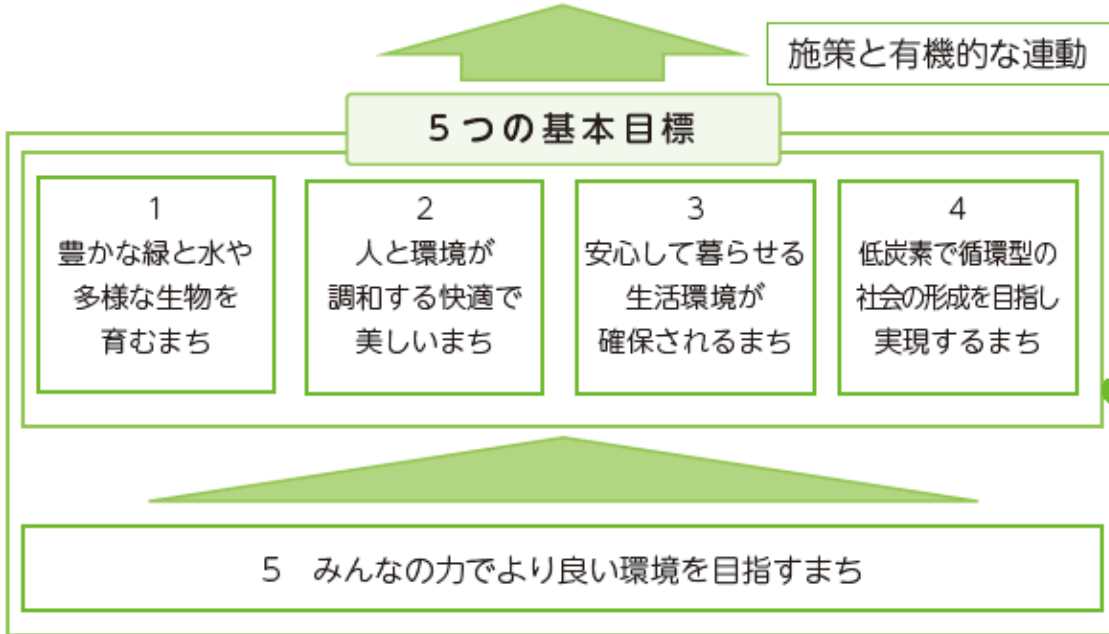 施策と有機的な連動
5つの基本目標
1
豊かな緑と水や
多様な生物を
育むまち
2
人と環境が
調和する快適で
美しいまち
3
安心して暮らせる
生活環境が
確保されるまち
4
低炭素で循環型の
社会の形成を目指し
実現するまち
5 みんなの力でより良い環境を目指すまち